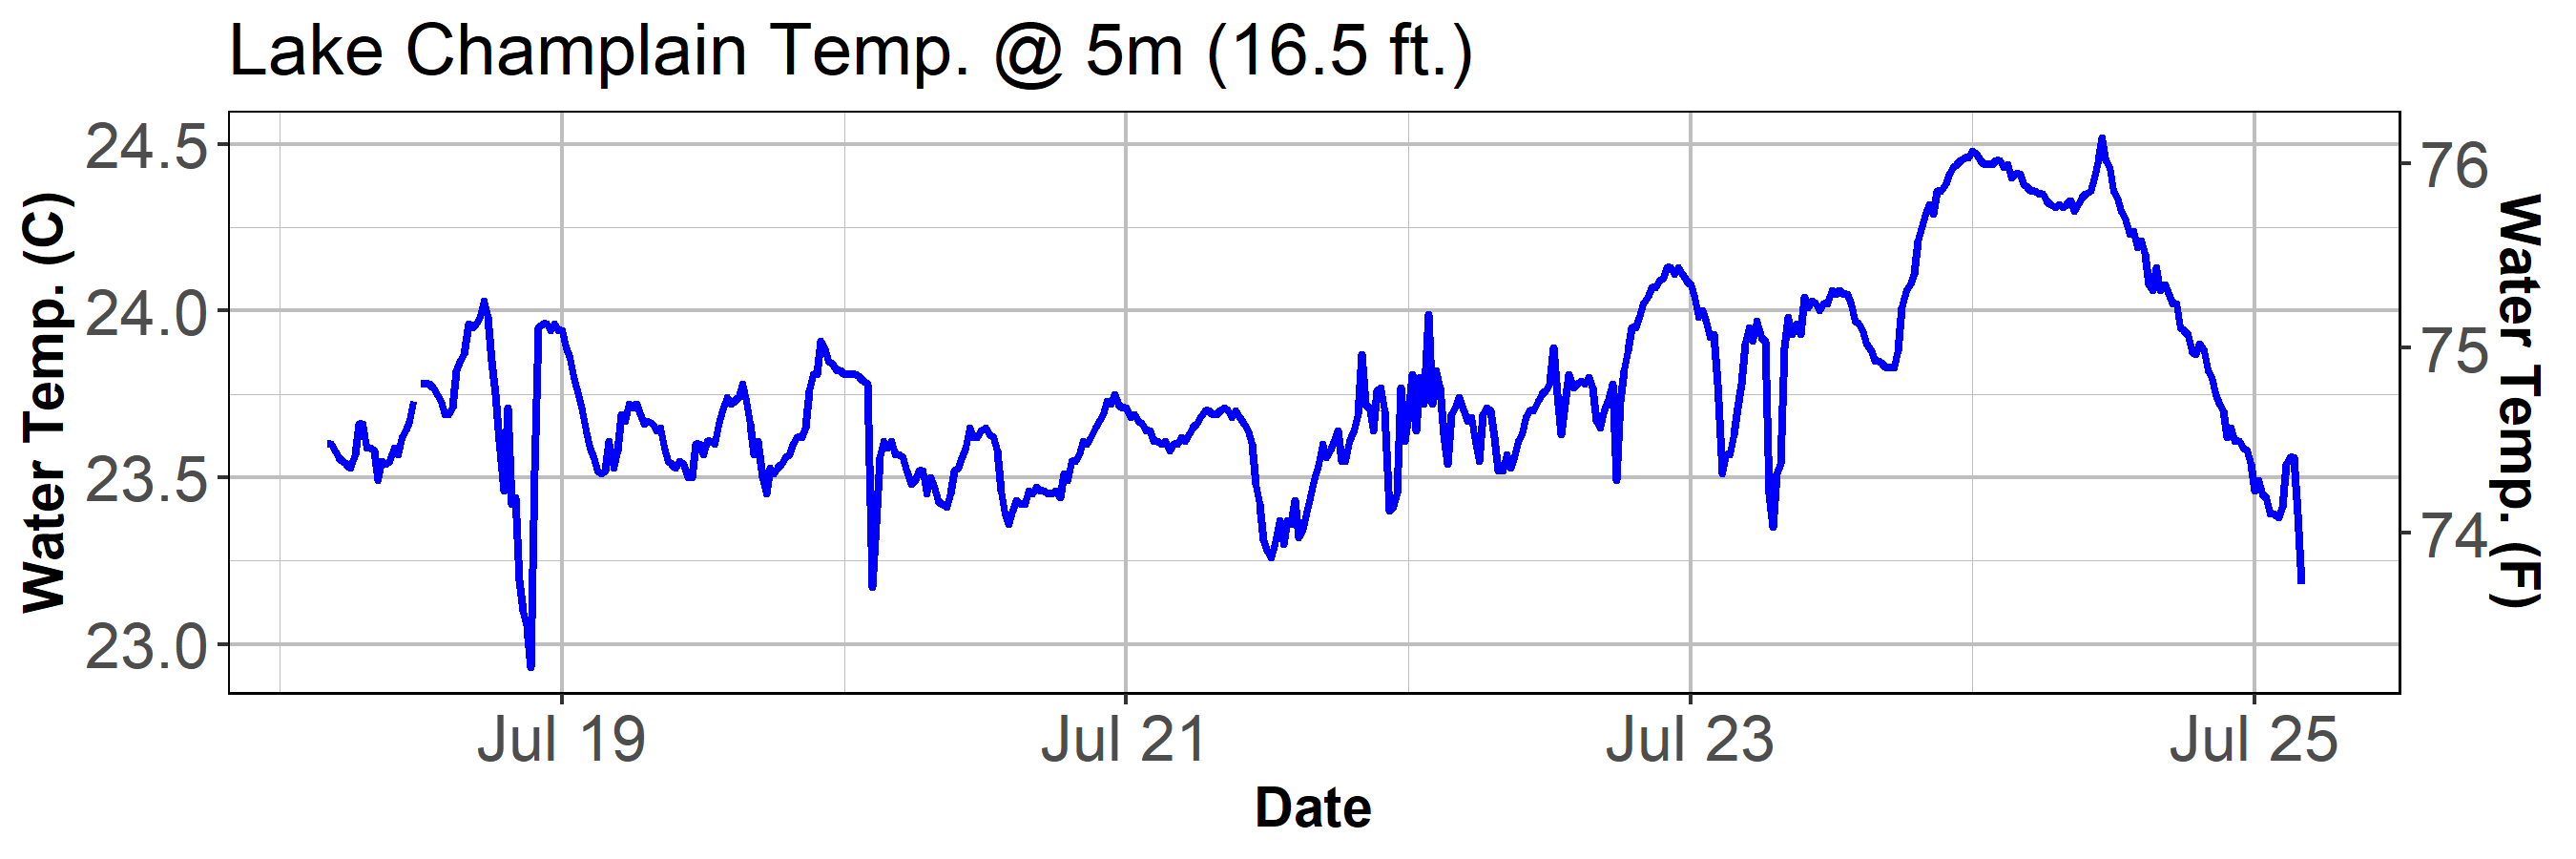 Lake Champlain Temp. @ 5m (16.5 ft.)
24.5
24.0
23.5
23.0
Water Temp. (C)
76
75
74
Water Temp. (F)
Jul 19 Jul 21 Jul 23 Jul 25
Date